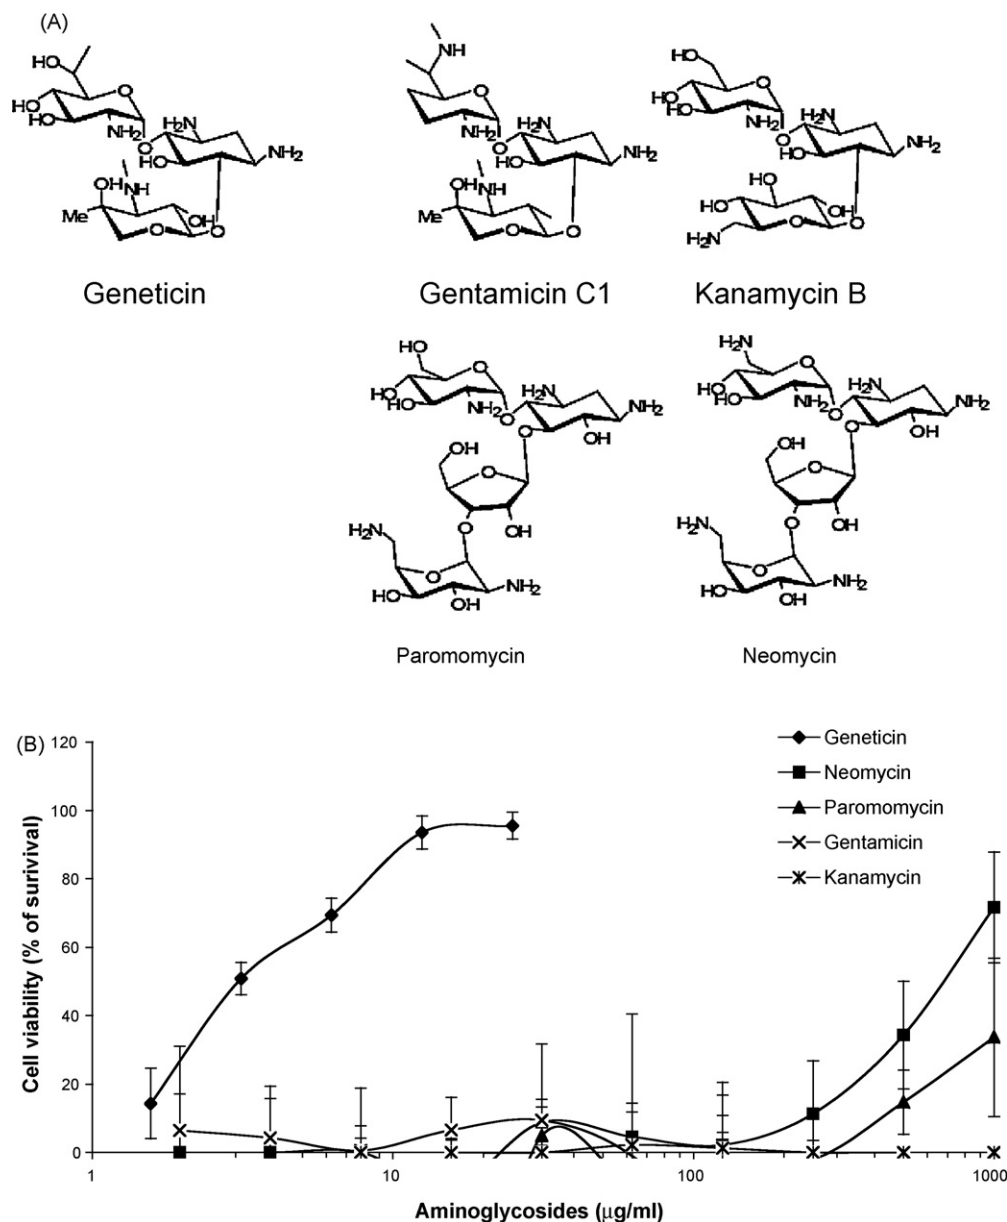 (A)
HO
HO
HO
O
NH₂
O
H₂N
HO
NH₂
OH
NH
Me
O
OH
O
Geneticin
NH
O
NH₂
O
H₂N
HO
NH₂
OH
NH
Me
O
O
Gentamicin C1
HO
HO
HO
O
NH₂
O
H₂N
HO
NH₂
HO
HO
OH
O
O
H₂N
Kanamycin B
HO
HO
HO
O
NH₂
O
H₂N
NH₂
O
OH
OH
O
OH
O
H₂N
O
NH₂
HO
OH
Paromomycin
H₂N
HO
HO
O
H₂N
O
H₂N
NH₂
O
OH
HO
O
OH
O
H₂N
O
NH₂
HO
OH
Neomycin
(B)
120
100
80
60
40
20
0
Cell viability (% of surivival)
1
10
100
1000
Aminoglycosides (µg/ml)
Geneticin
Neomycin
Paromomycin
Gentamicin
Kanamycin